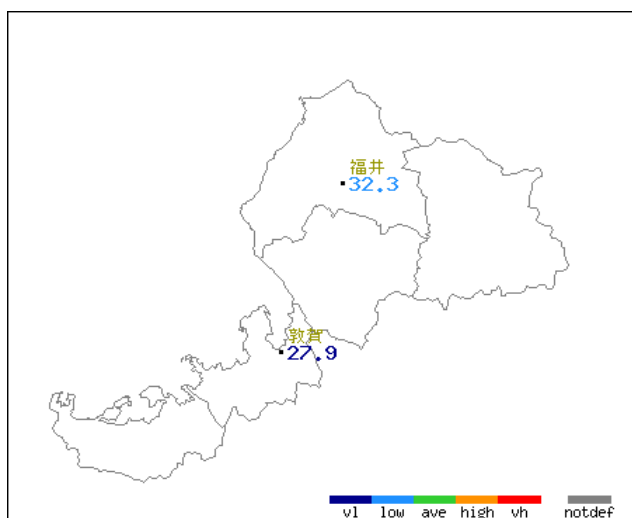 福井
32.3
敦賀
27.9
vl low ave high vh notdef